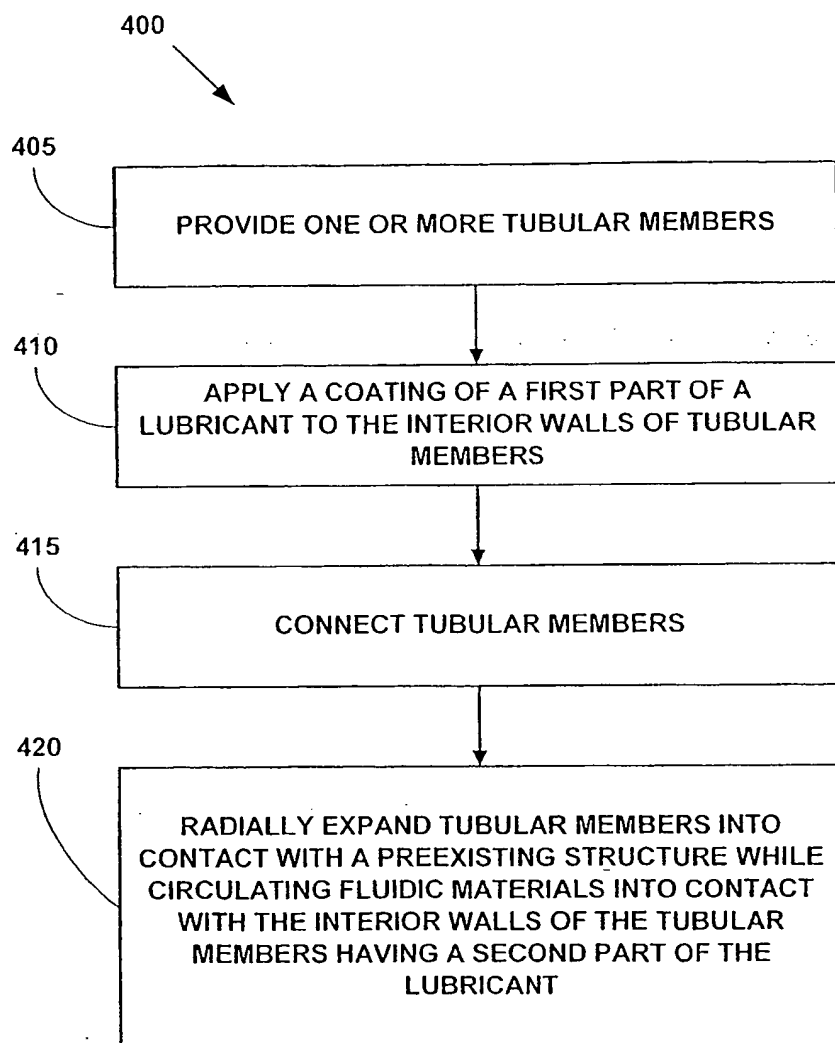 400
405
PROVIDE ONE OR MORE TUBULAR MEMBERS
410
APPLY A COATING OF A FIRST PART OF A
LUBRICANT TO THE INTERIOR WALLS OF TUBULAR
MEMBERS
415
CONNECT TUBULAR MEMBERS
420
RADIALLY EXPAND TUBULAR MEMBERS INTO
CONTACT WITH A PREEXISTING STRUCTURE WHILE
CIRCULATING FLUIDIC MATERIALS INTO CONTACT
WITH THE INTERIOR WALLS OF THE TUBULAR
MEMBERS HAVING A SECOND PART OF THE
LUBRICANT